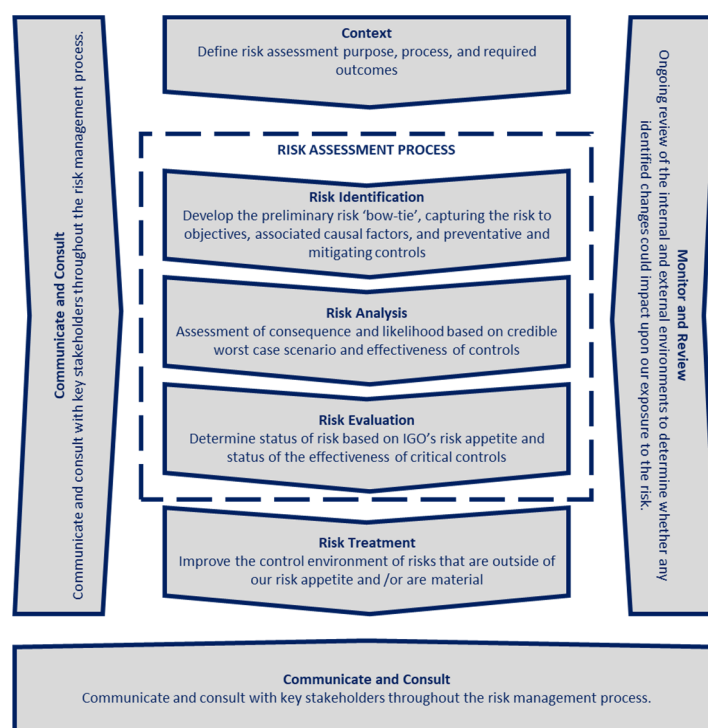 Context
Define risk assessment purpose, process, and required
outcomes
RISK ASSESSMENT PROCESS
Risk Identification
Develop the preliminary risk ‘bow-tie’, capturing the risk to
objectives, associated causal factors, and preventative and
mitigating controls
Risk Analysis
Assessment of consequence and likelihood based on credible
worst case scenario and effectiveness of controls
Risk Evaluation
Determine status of risk based on IGO’s risk appetite and
status of the effectiveness of critical controls
Risk Treatment
Improve the control environment of risks that are outside of
our risk appetite and /or are material
Communicate and Consult
Communicate and consult with key stakeholders throughout the risk management process.
Monitor and Review
Ongoing review of the internal and external environments to determine whether any
identified changes could impact upon our exposure to the risk.
Communicate and Consult
Communicate and consult with key stakeholders throughout the risk management process.